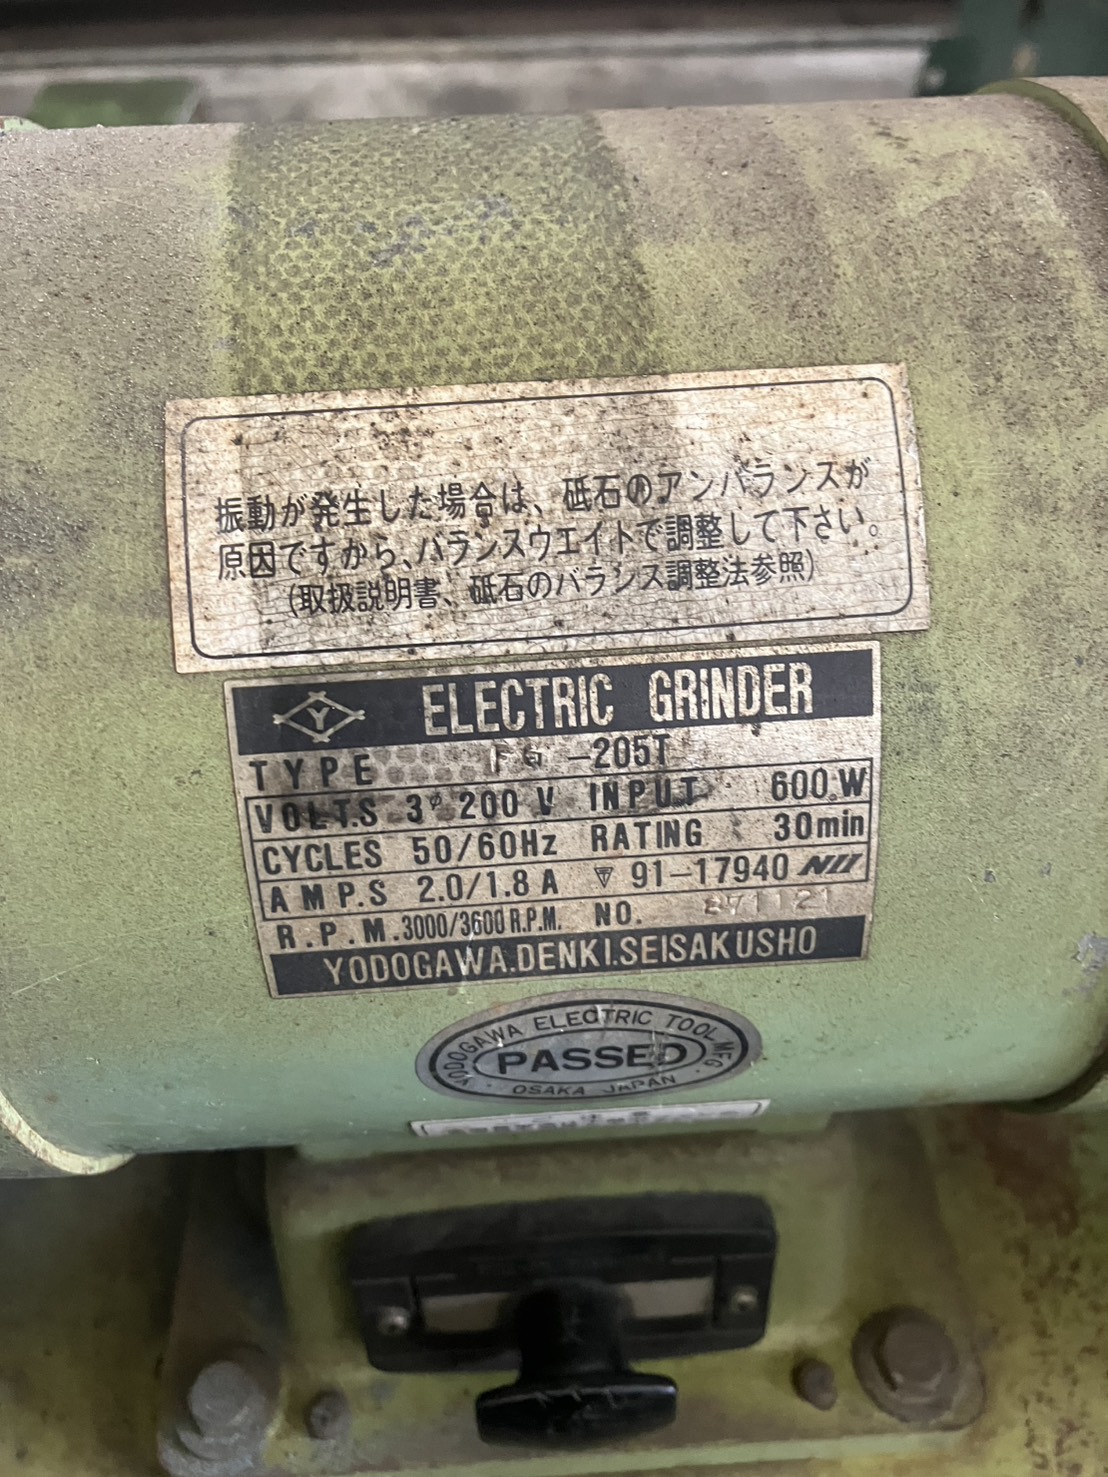 振動が発生した場合は、砥石のアンバランスが
原因ですから、バランスウエイトで調整して下さい。
(取扱説明書、砥石のバランス調整法参照)
Y ELECTRIC GRINDER
TYPE FG-205T
VOLTS 3φ 200 V INPUT 600 W
CYCLES 50/60Hz RATING 30min
AMP.S 2.0/1.8 A 〒 91-17940
R.P.M. 3000/3600 R.P.M. NO. 871121
YODOGAWA.DENKI.SEISAKUSHO
YODOGAWA ELECTRIC TOOL MFG
PASSED
OSAKA JAPAN